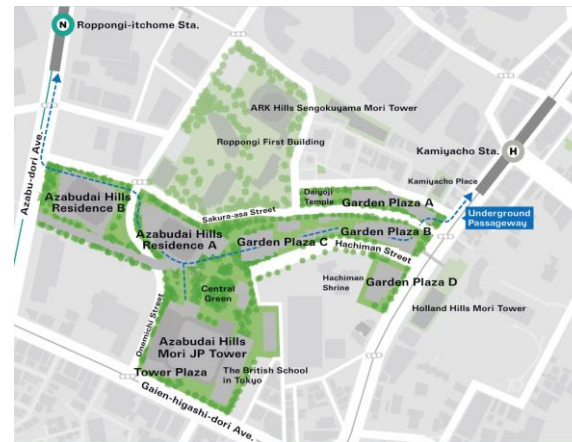 N Roppongi-itchome Sta.
ARK Hills Sengokuyama Mori Tower
Roppongi First Building
H
Kamiyacho Sta.
Kamiyacho Place
Azabu-dori Ave.
Daiyoji
Temple
Garden Plaza A
Underground
Passageway
Azabudai Hills
Residence B
Sakura-asa Street
Azabudai Hills
Residence A
Garden Plaza B
Garden Plaza C
Hachiman Street
Central
Green
Hachiman
Shrine
Garden Plaza D
Holland Hills Mori Tower
Onemichi Street
Azabudai Hills
Mori JP Tower
Tower Plaza
The British School
in Tokyo
Gaien-higashi-dori Ave.